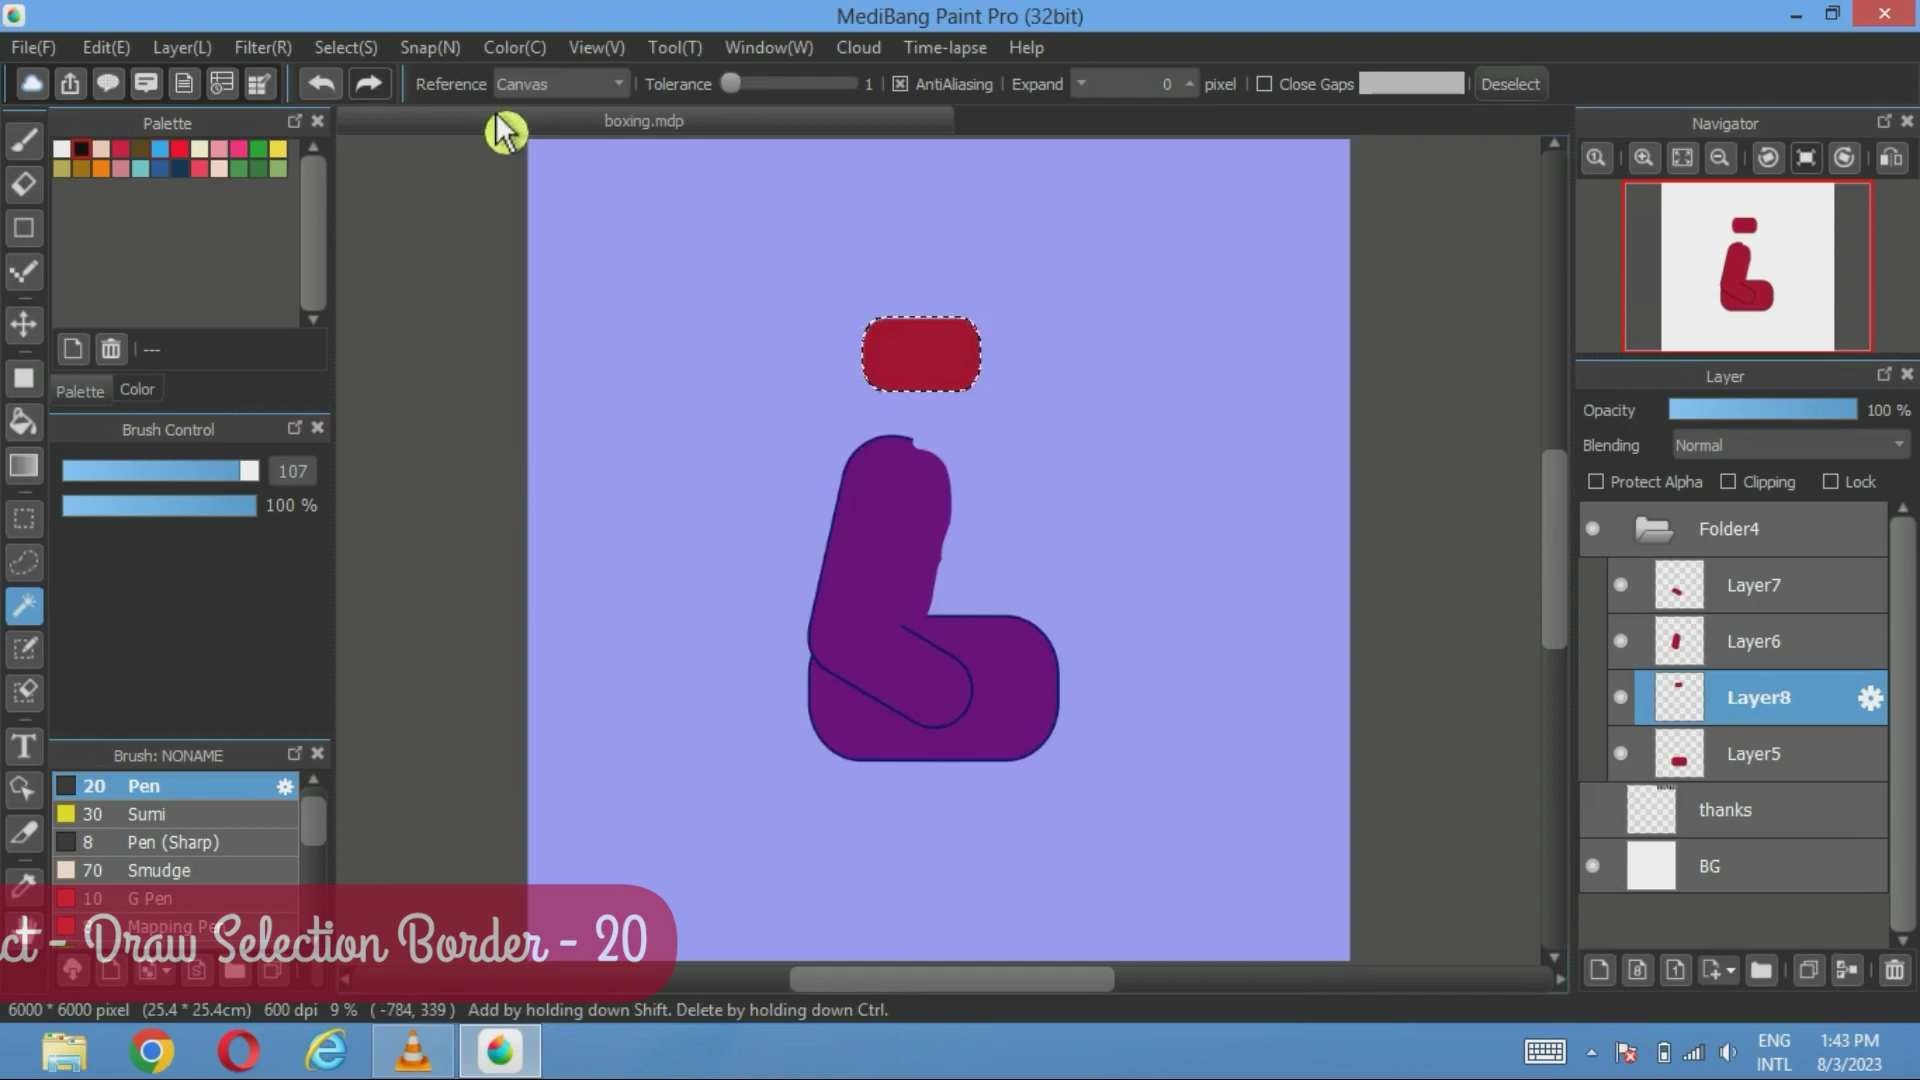 MediBang Paint Pro (32bit)
File(F) Edit(E) Layer(L) Filter(R) Select(S) Snap(N) Color(C) View(V) Tool(T) Window(W) Cloud Time-lapse Help
Reference Canvas Tolerance 1 AntiAliasing Expand 0 pixel Close Gaps Deselect
Palette
boxing.mdp
Navigator
---
Palette Color
Layer
Opacity 100 %
Brush Control
Blending Normal
107
Protect Alpha Clipping Lock
100 %
Folder4
Layer7
Layer6
Layer8
Layer5
Brush: NONAME
20 Pen
30 Sumi
8 Pen (Sharp)
70 Smudge
10 G Pen
Mapping Pen
thanks
BG
ct - Draw Selection Border - 20
6000 * 6000 pixel (25.4 * 25.4cm) 600 dpi 9 % ( -784, 339 ) Add by holding down Shift. Delete by holding down Ctrl.
ENG
INTL
1:43 PM
8/3/2023